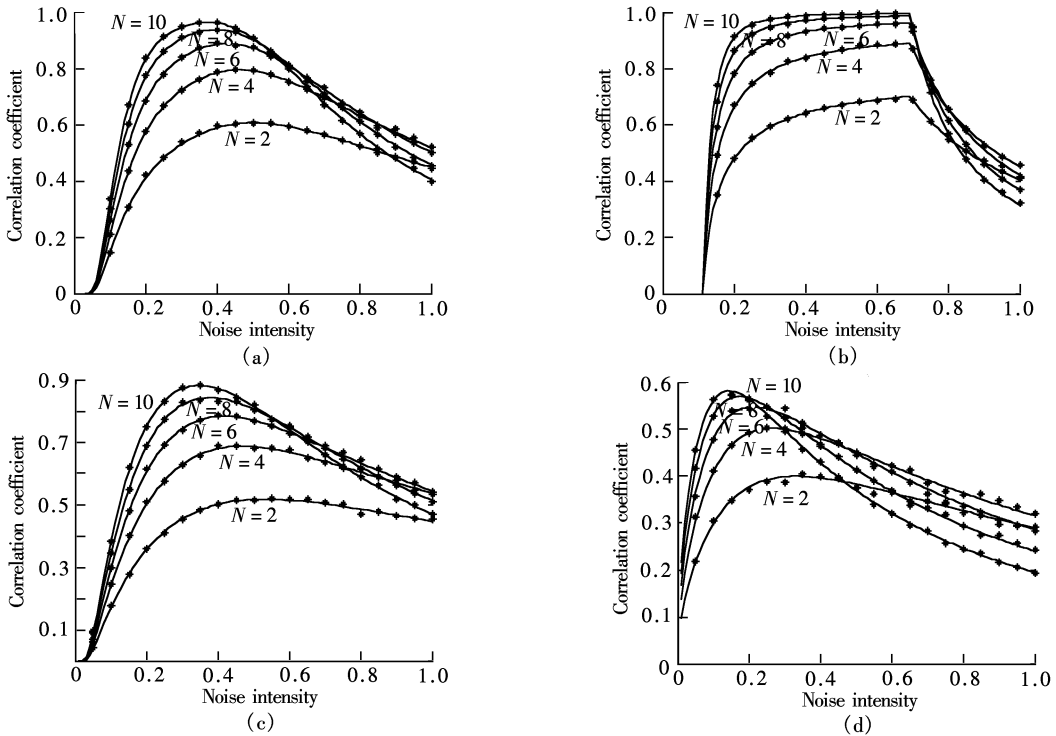 1.0
0.8
0.6
0.4
0.2
0
Correlation coefficient
N = 10
N = 8
N = 6
N = 4
N = 2
0 0.2 0.4 0.6 0.8 1.0
Noise intensity
(a)
1.0
0.8
0.6
0.4
0.2
0
Correlation coefficient
N = 10
N = 8
N = 6
N = 4
N = 2
0 0.2 0.4 0.6 0.8 1.0
Noise intensity
(b)
0.9
0.7
0.5
0.3
0.1
Correlation coefficient
N = 10
N = 8
N = 6
N = 4
N = 2
0 0.2 0.4 0.6 0.8 1.0
Noise intensity
(c)
0.6
0.5
0.4
0.3
0.2
0.1
0
Correlation coefficient
N = 10
N = 8
N = 6
N = 4
N = 2
0 0.2 0.4 0.6 0.8 1.0
Noise intensity
(d)